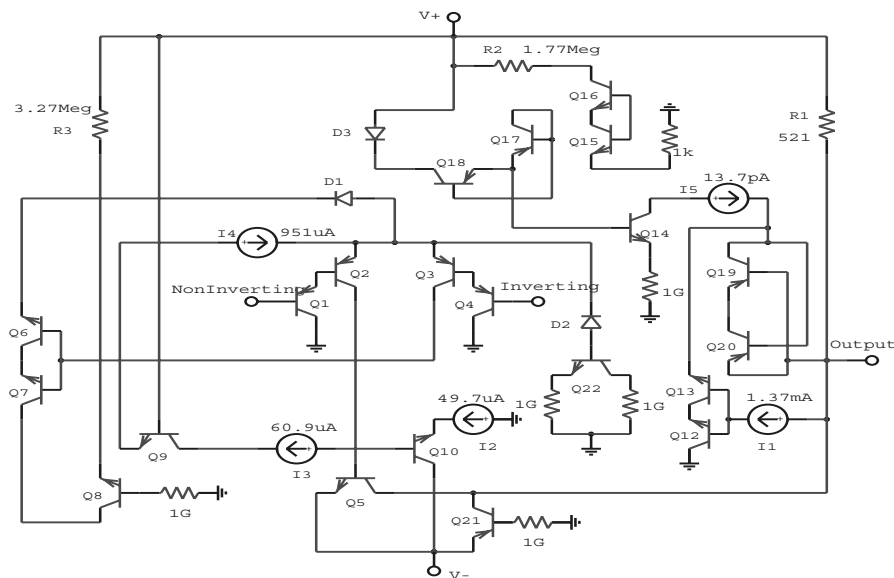 V+
R2 1.77Meg
Q16
3.27Meg
R3
D3
Q17
Q15
R1
521
1k
Q18
13.7pA
I5
D1
I4
951uA
Q14
Q2
Q3
Q19
NonInverting
Q1
Q4
Inverting
1G
Q6
D2
Q20
Output
Q7
Q22
Q13
49.7uA
1G
1G
1.37mA
60.9uA
Q9
I2
Q10
Q12
I1
I3
Q8
Q5
1G
Q21
1G
V-